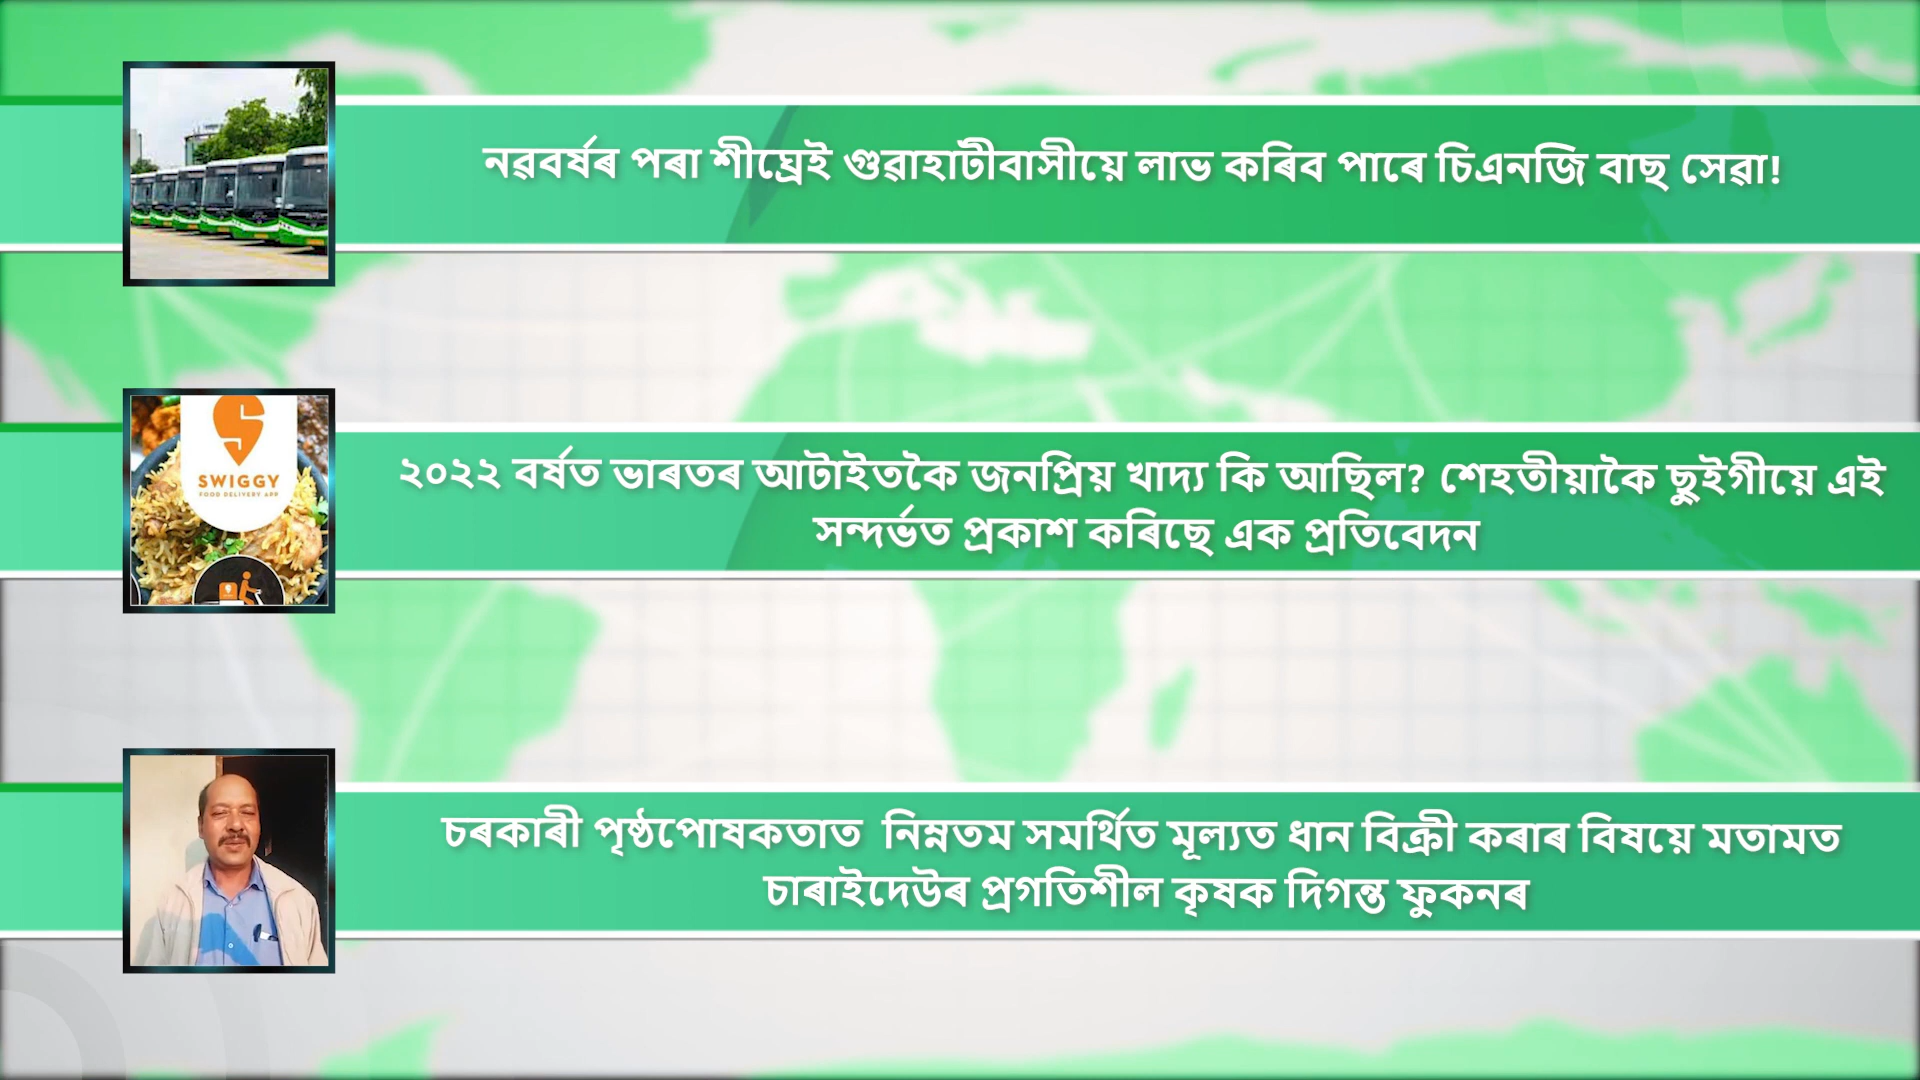 নৱবৰ্ষৰ পৰা শীঘ্ৰেই গুৱাহাটীবাসীয়ে লাভ কৰিব পাৰে চিএনজি বাছ সেৱা!
SWIGGY
FOOD DELIVERY APP
২০২২ বৰ্ষত ভাৰতৰ আটাইতকৈ জনপ্ৰিয় খাদ্য কি আছিল? শেহতীয়াকৈ ছুইগীয়ে এই
সন্দৰ্ভত প্ৰকাশ কৰিছে এক প্ৰতিবেদন
চৰকাৰী পৃষ্ঠপোষকতাত নিম্নতম সমৰ্থিত মূল্যত ধান বিক্ৰী কৰাৰ বিষয়ে মতামত
চাৰাইদেউৰ প্ৰগতিশীল কৃষক দিগন্ত ফুকনৰ